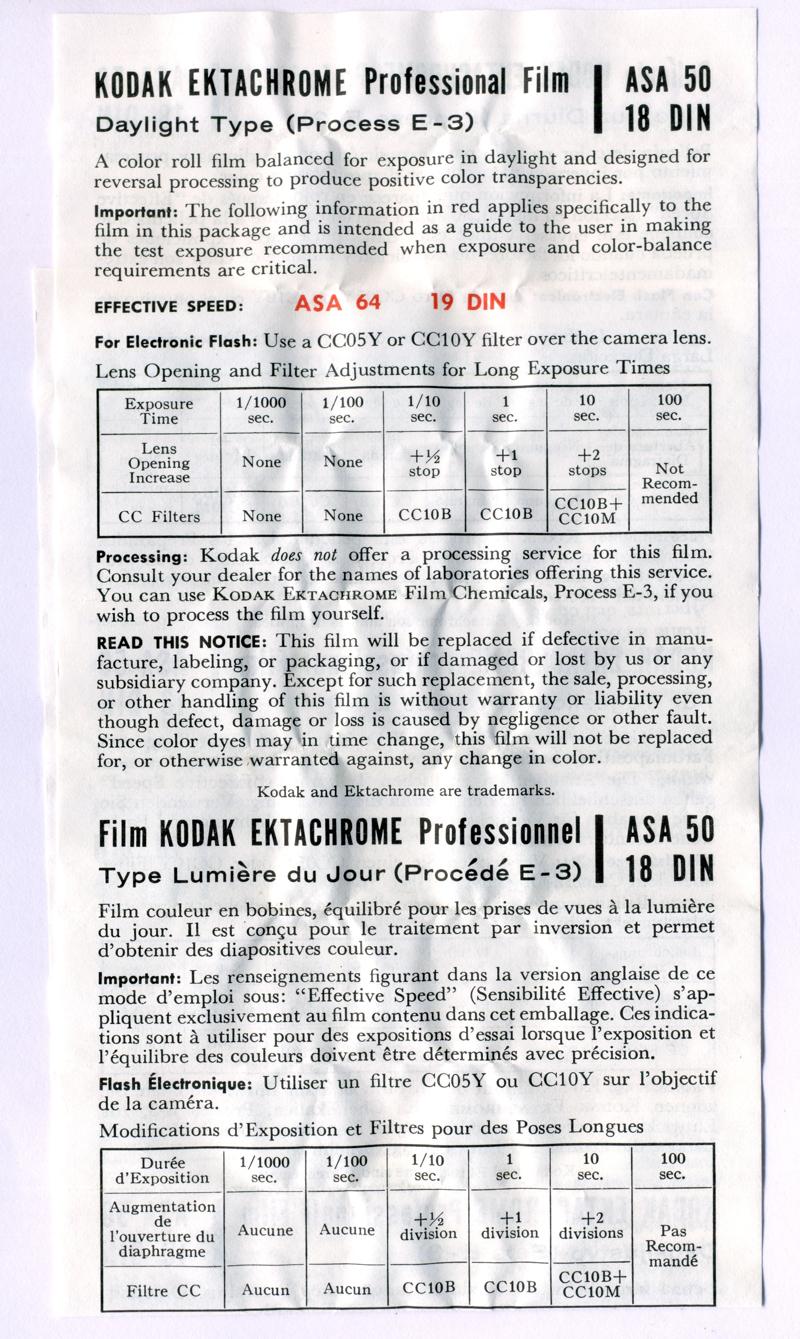 KODAK EKTACHROME Professional Film | ASA 50
Daylight Type (Process E-3) | 18 DIN
A color roll film balanced for exposure in daylight and designed for
reversal processing to produce positive color transparencies.
Important: The following information in red applies specifically to the
film in this package and is intended as a guide to the user in making
the test exposure recommended when exposure and color-balance
requirements are critical.
EFFECTIVE SPEED: ASA 64 19 DIN
For Electronic Flash: Use a CC05Y or CC10Y filter over the camera lens.
Lens Opening and Filter Adjustments for Long Exposure Times
Exposure Time 1/1000 sec. 1/100 sec. 1/10 sec. 1 sec. 10 sec. 100 sec.
Lens Opening Increase None None +½ stop +1 stop +2 stops Not Recom-mended
CC Filters None None CC10B CC10B CC10B+ CC10M
Processing: Kodak does not offer a processing service for this film.
Consult your dealer for the names of laboratories offering this service.
You can use KODAK EKTACHROME Film Chemicals, Process E-3, if you
wish to process the film yourself.
READ THIS NOTICE: This film will be replaced if defective in manu-
facture, labeling, or packaging, or if damaged or lost by us or any
subsidiary company. Except for such replacement, the sale, processing,
or other handling of this film is without warranty or liability even
though defect, damage or loss is caused by negligence or other fault.
Since color dyes may in time change, this film will not be replaced
for, or otherwise warranted against, any change in color.
Kodak and Ektachrome are trademarks.
Film KODAK EKTACHROME Professionnel | ASA 50
Type Lumière du Jour (Procédé E-3) | 18 DIN
Film couleur en bobines, équilibré pour les prises de vues à la lumière
du jour. Il est conçu pour le traitement par inversion et permet
d'obtenir des diapositives couleur.
Important: Les renseignements figurant dans la version anglaise de ce
mode d'emploi sous: "Effective Speed" (Sensibilité Effective) s'ap-
pliquent exclusivement au film contenu dans cet emballage. Ces indica-
tions sont à utiliser pour des expositions d'essai lorsque l'exposition et
l'équilibre des couleurs doivent être déterminés avec précision.
Flash Électronique: Utiliser un filtre CC05Y ou CC10Y sur l'objectif
de la caméra.
Modifications d'Exposition et Filtres pour des Poses Longues
Durée d'Exposition 1/1000 sec. 1/100 sec. 1/10 sec. 1 sec. 10 sec. 100 sec.
Augmentation de l'ouverture du diaphragme Aucune Aucune +½ division +1 division +2 divisions Pas Recom-mandé
Filtre CC Aucun Aucun CC10B CC10B CC10B+ CC10M